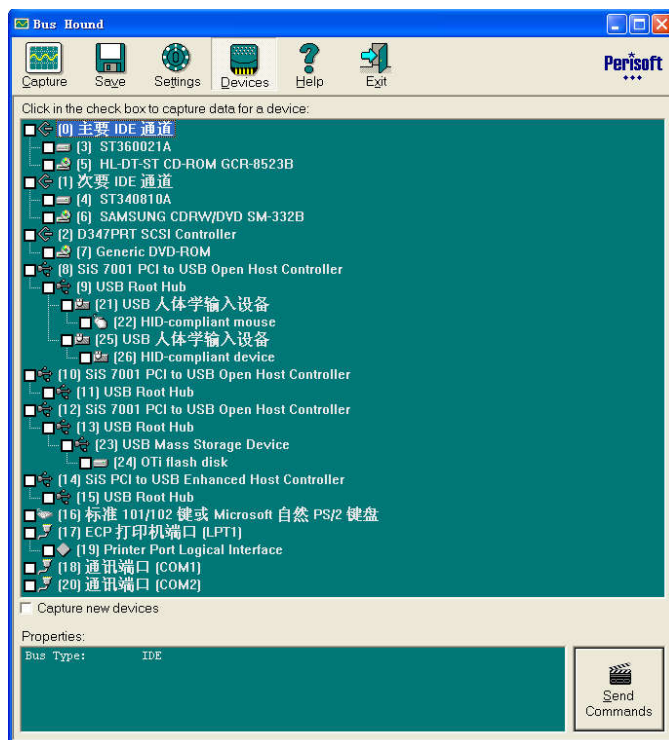 Bus Hound
Capture Save Settings Devices Help Exit
Perisoft
Click in the check box to capture data for a device:
[0] 主要 IDE 通道
[3] ST360021A
[5] HL-DT-ST CD-ROM GCR-8523B
[1] 次要 IDE 通道
[4] ST340810A
[6] SAMSUNG CDRW/DVD SM-332B
[2] D347PRT SCSI Controller
[7] Generic DVD-ROM
[8] SiS 7001 PCI to USB Open Host Controller
[9] USB Root Hub
[21] USB 人体学输入设备
[22] HID-compliant mouse
[25] USB 人体学输入设备
[26] HID-compliant device
[10] SiS 7001 PCI to USB Open Host Controller
[11] USB Root Hub
[12] SiS 7001 PCI to USB Open Host Controller
[13] USB Root Hub
[23] USB Mass Storage Device
[24] OTi flash disk
[14] SiS PCI to USB Enhanced Host Controller
[15] USB Root Hub
[16] 标准 101/102 键或 Microsoft 自然 PS/2 键盘
[17] ECP 打印机端口 (LPT1)
[19] Printer Port Logical Interface
[18] 通讯端口 (COM1)
[20] 通讯端口 (COM2)
Capture new devices
Properties:
Bus Type: IDE
Send
Commands